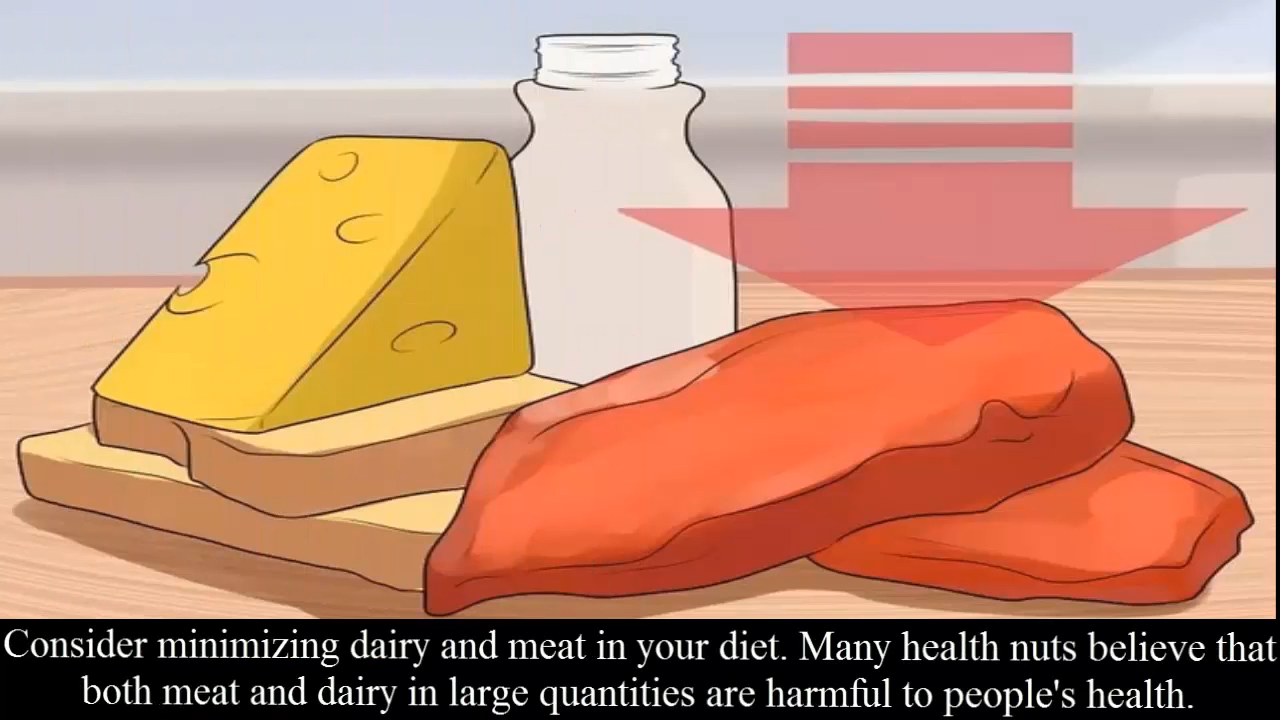 Consider minimizing dairy and meat in your diet. Many health nuts believe that
both meat and dairy in large quantities are harmful to people's health.